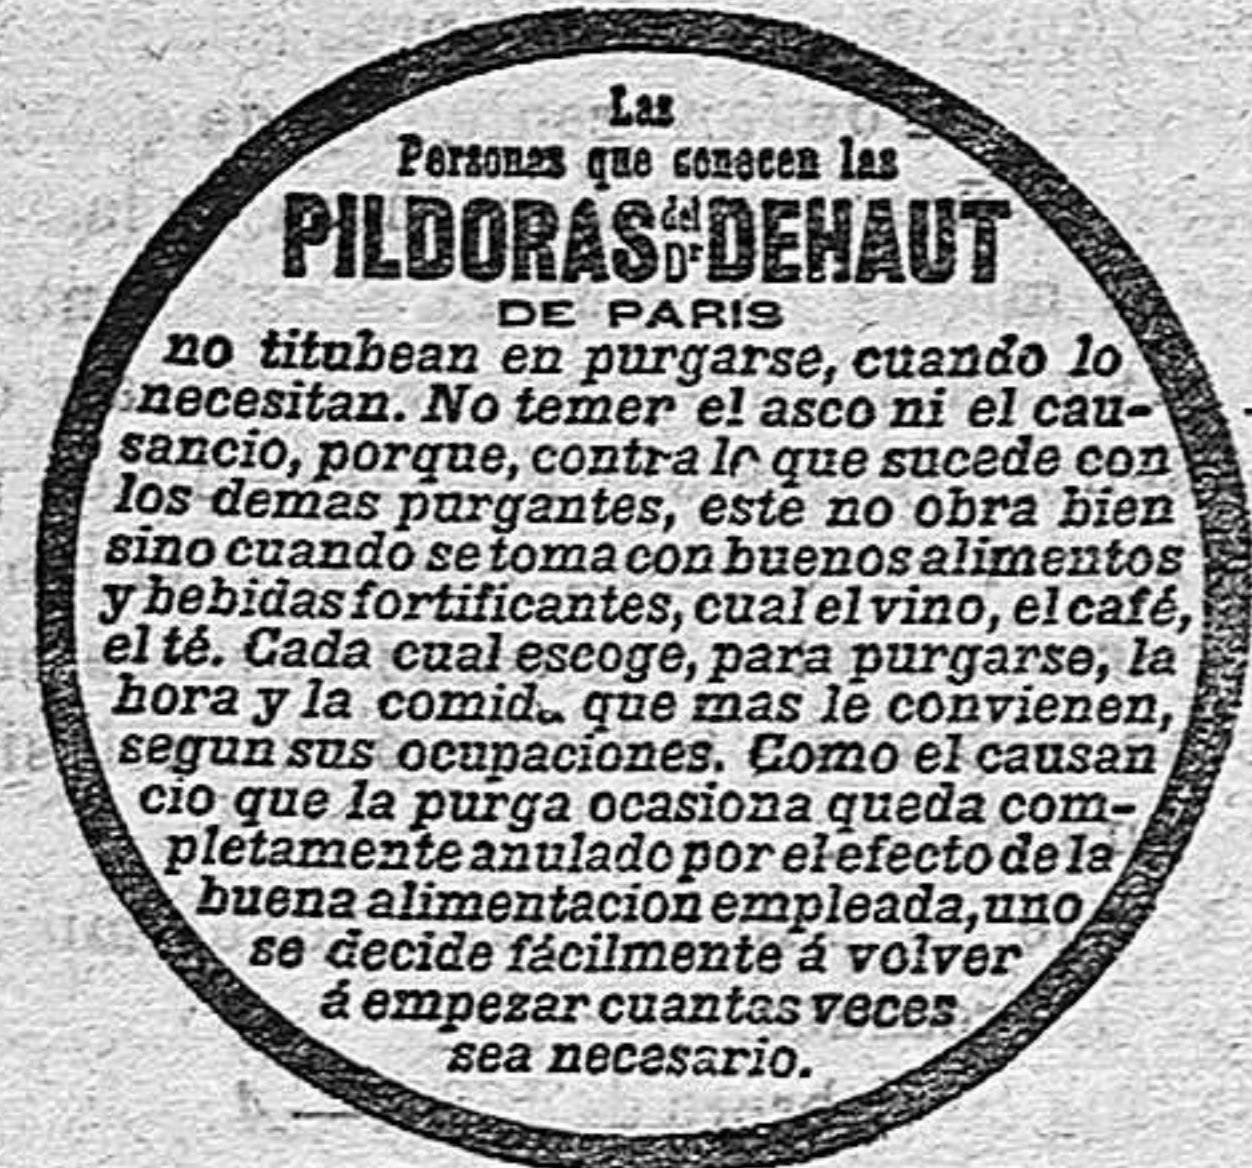 Las
Personas que conocen las
PILDORAS del Dr DEHAUT
DE PARIS
no titubean en purgarse, cuando lo
necesitan. No temer el asco ni el cau-
sancio, porque, contra lo que sucede con
los demas purgantes, este no obra bien
sino cuando se toma con buenos alimentos
y bebidas fortificantes, cual el vino, el café,
el té. Cada cual escoge, para purgarse, la
hora y la comida que mas le convienen,
segun sus ocupaciones. Como el causan
cio que la purga ocasiona queda com-
pletamente anulado por el efecto de la
buena alimentacion empleada, uno
se decide fácilmente á volver
á empezar cuantas veces
sea necesario.